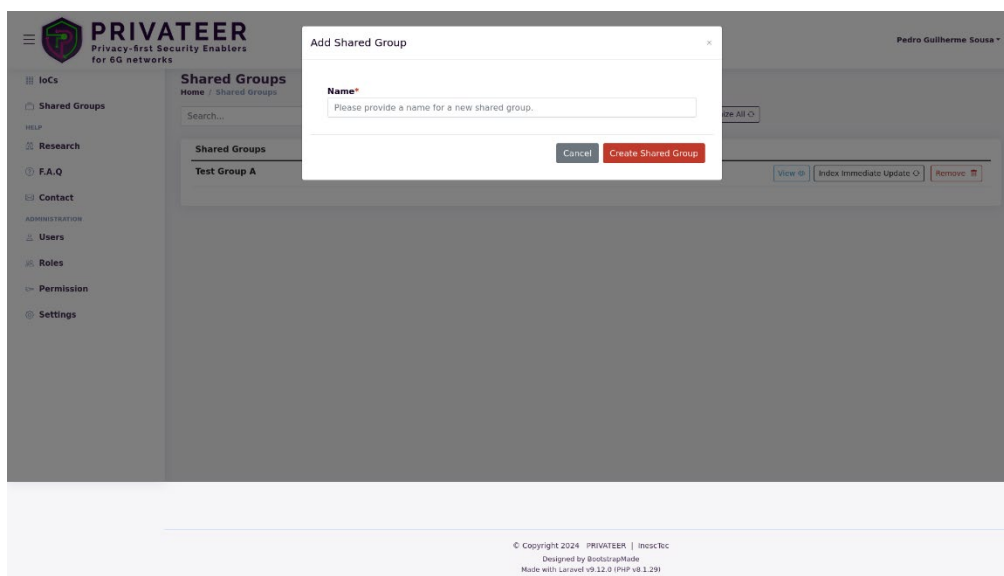 PRIVATEER
Privacy-first Security Enablers
for 6G networks
Pedro Guilherme Sousa
Add Shared Group
×
Name*
Please provide a name for a new shared group.
Cancel
Create Shared Group
IoCs
Shared Groups
HELP
Research
F.A.Q
Contact
ADMINISTRATION
Users
Roles
Permission
Settings
Shared Groups
Home / Shared Groups
Search...
All
Shared Groups
Test Group A
View
Index Immediate Update
Remove
© Copyright 2024 PRIVATEER | InescTec
Designed by BootstrapMade
Made with Laravel v9.12.0 (PHP v8.1.29)